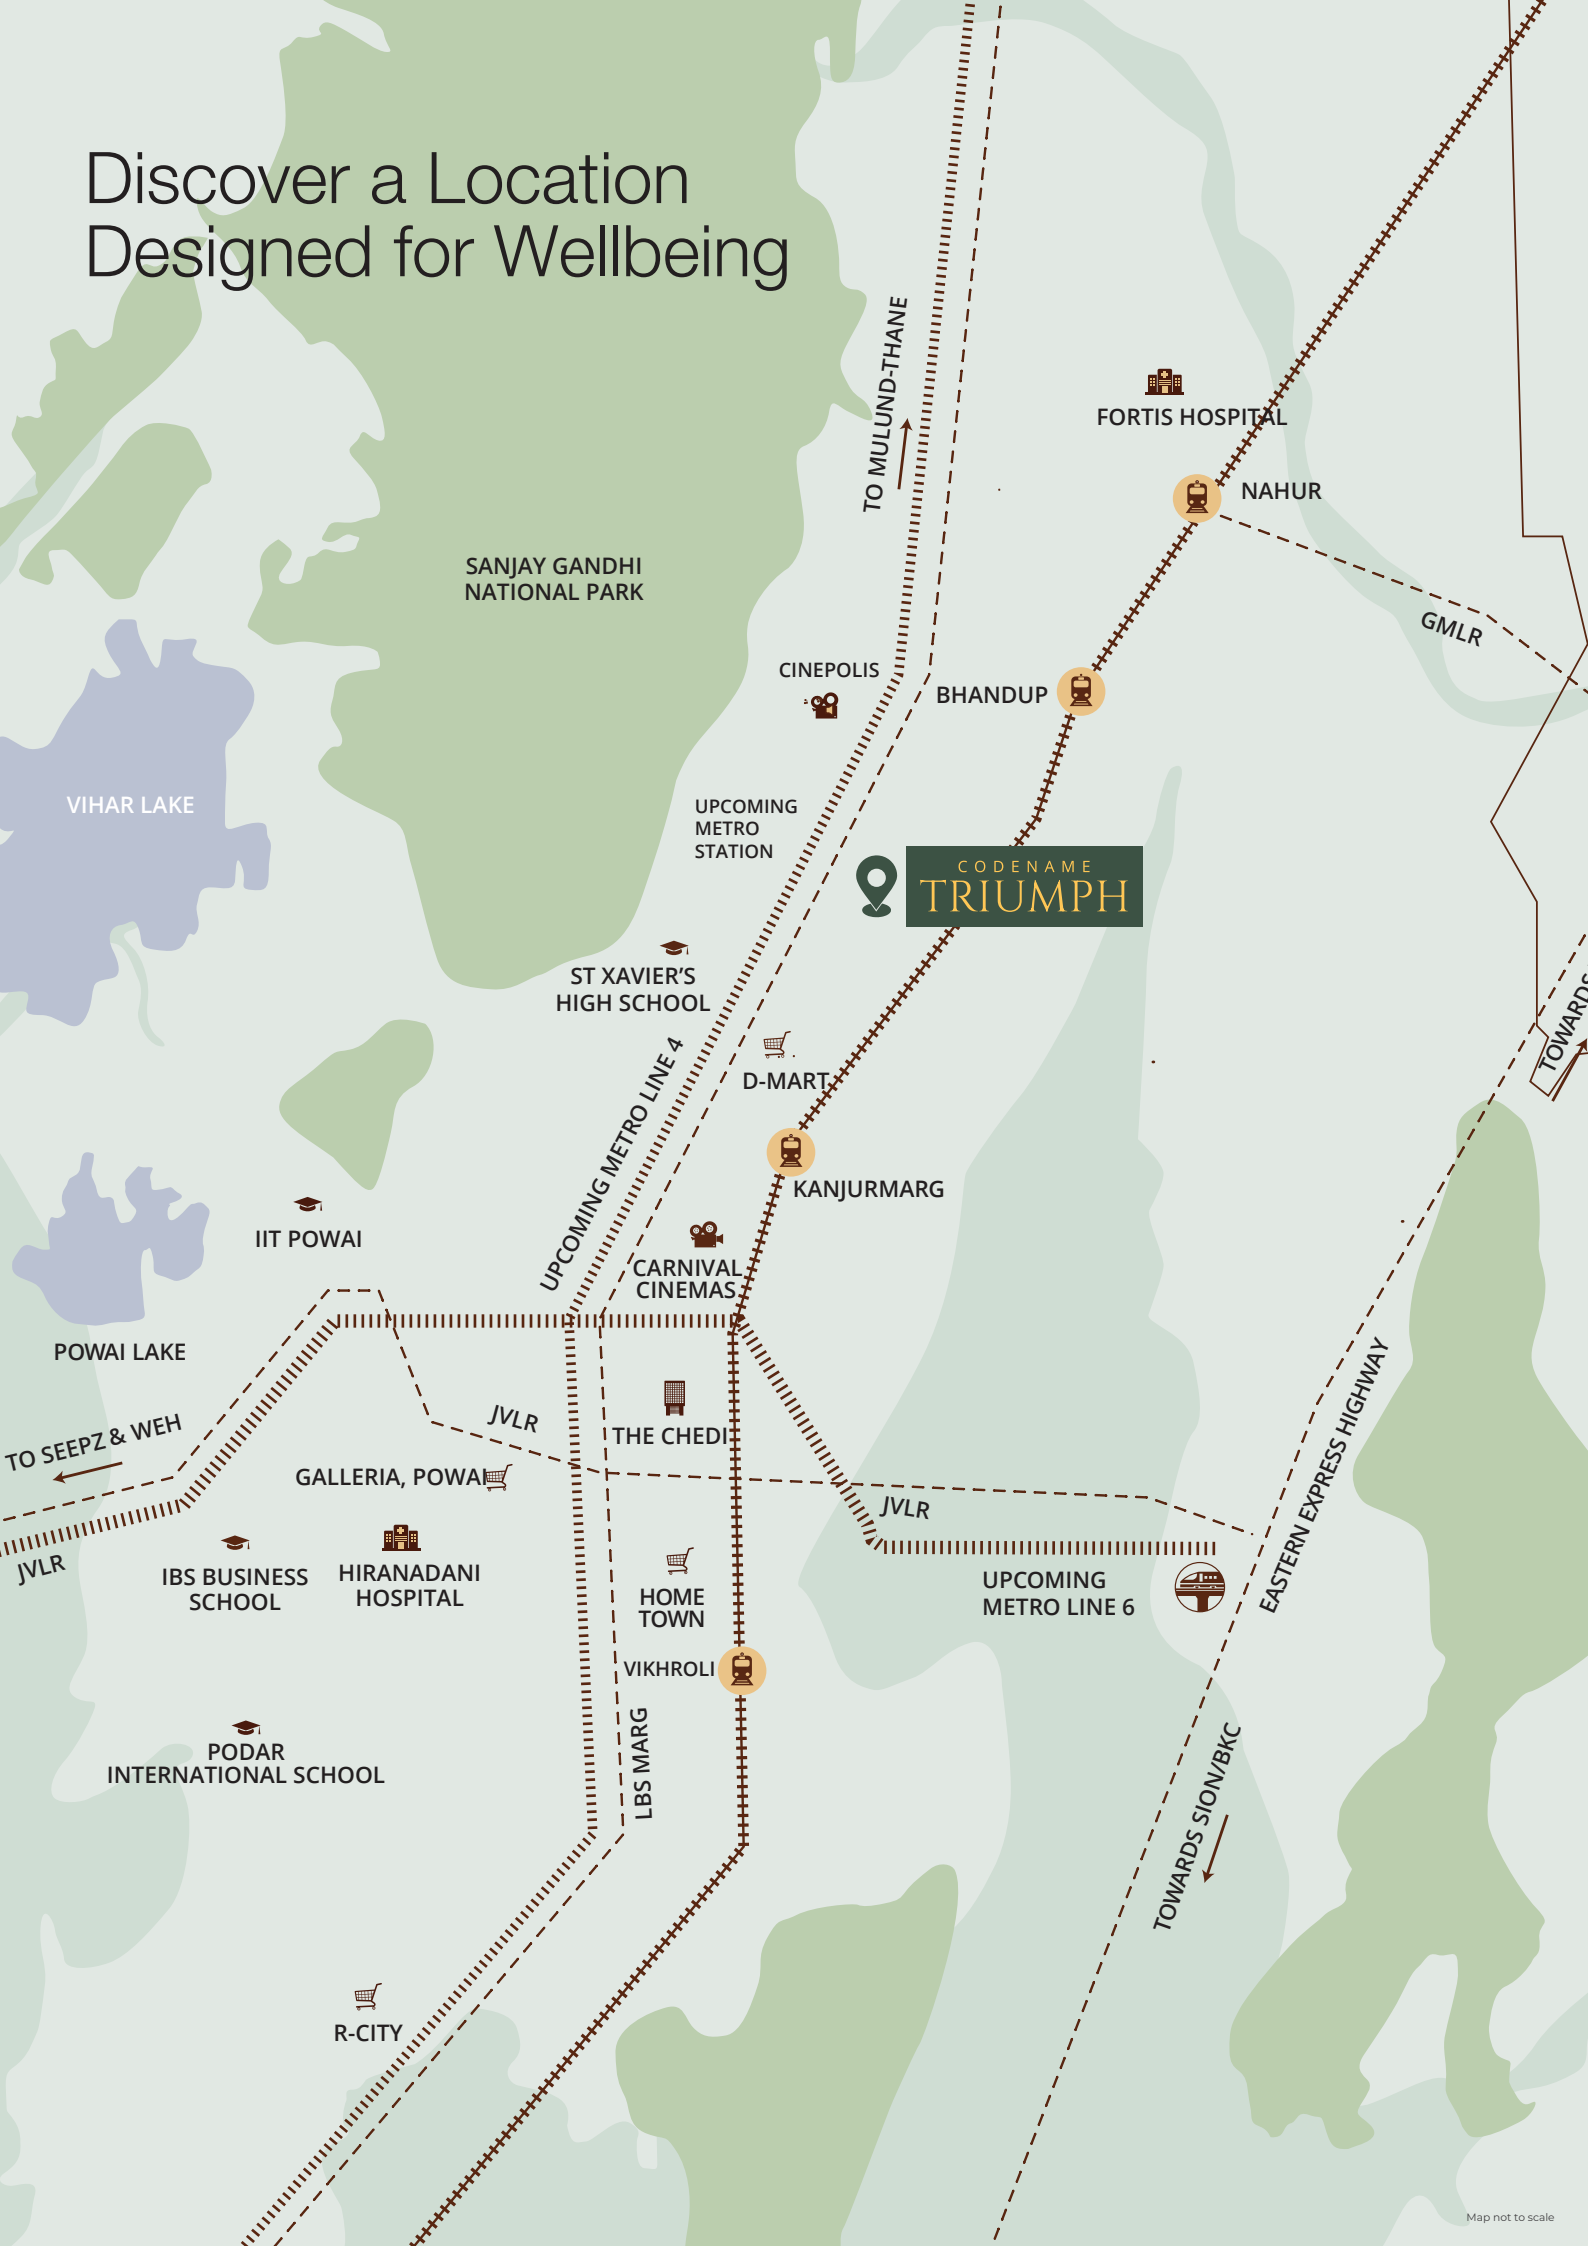 Discover a Location
Designed for Wellbeing
TO MULUND-THANE
FORTIS HOSPITAL
NAHUR
SANJAY GANDHI
NATIONAL PARK
GMLR
CINEPOLIS
BHANDUP
VIHAR LAKE
UPCOMING
METRO
STATION
CODENAME
TRIUMPH
ST XAVIER’S
HIGH SCHOOL
TOWARDS
UPCOMING METRO LINE 4
D-MART
KANJURMARG
IIT POWAI
CARNIVAL
CINEMAS
POWAI LAKE
EASTERN EXPRESS HIGHWAY
TO SEEPZ & WEH
JVLR
THE CHEDI
GALLERIA, POWAI
JVLR
JVLR
IBS BUSINESS
SCHOOL
HIRANADANI
HOSPITAL
HOME
TOWN
UPCOMING
METRO LINE 6
VIKHROLI
LBS MARG
PODAR
INTERNATIONAL SCHOOL
TOWARDS SION/BKC
R-CITY
Map not to scale